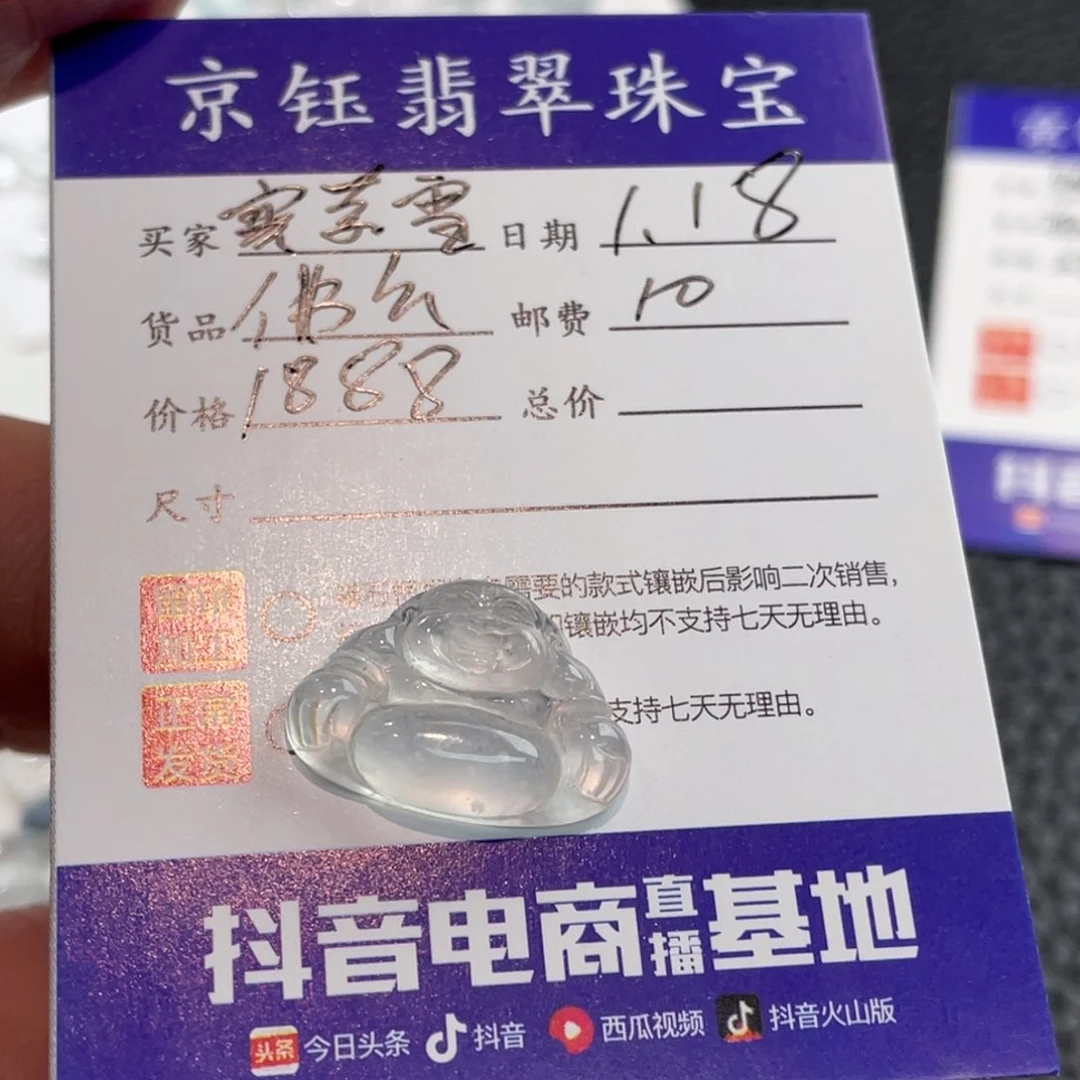 京钰翡翠珠宝
买家 日期 1.18
货品 佛公 邮费 10
价格 1888 总价
尺寸
需要的款式镶嵌后影响二次销售，
镶嵌均不支持七天无理由。
正常
发货
支持七天无理由。
抖音电商直播基地
头条 今日头条 抖音 西瓜视频 抖音火山版